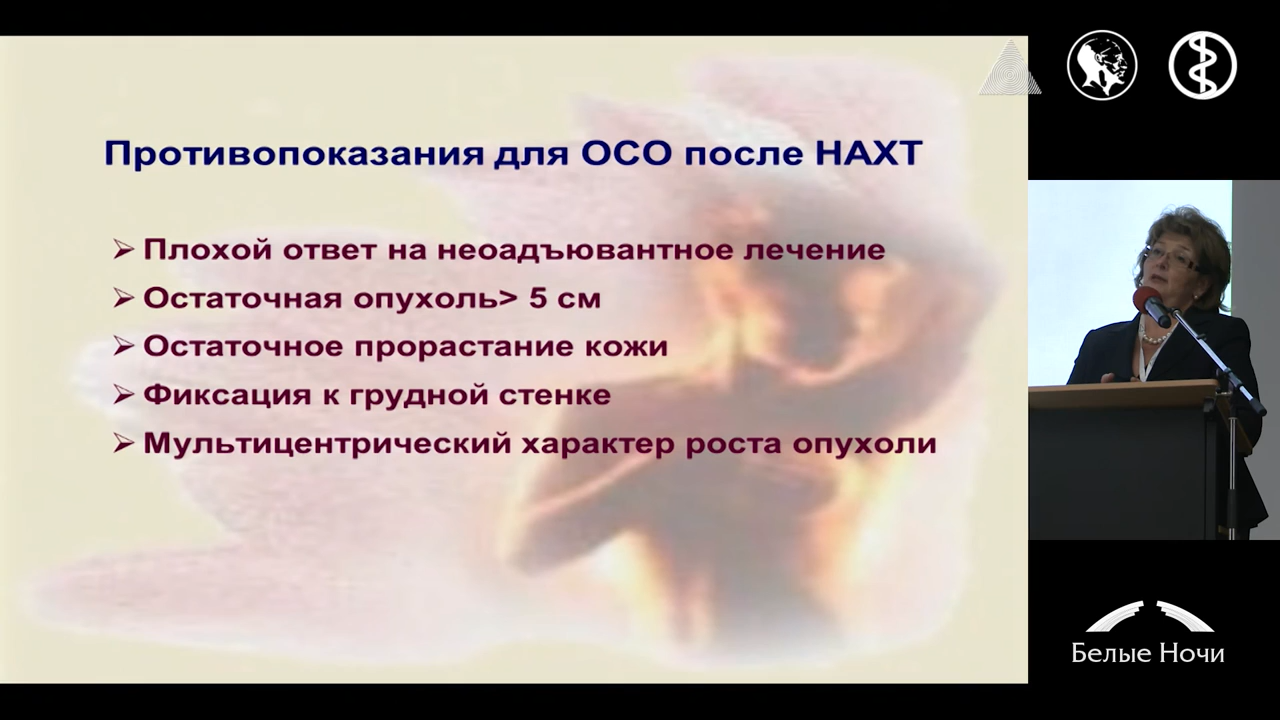 Противопоказания для ОСО после НАХТ
Плохой ответ на неоадъювантное лечение
Остаточная опухоль> 5 см
Остаточное прорастание кожи
Фиксация к грудной стенке
Мультицентрический характер роста опухоли
Белые Ночи